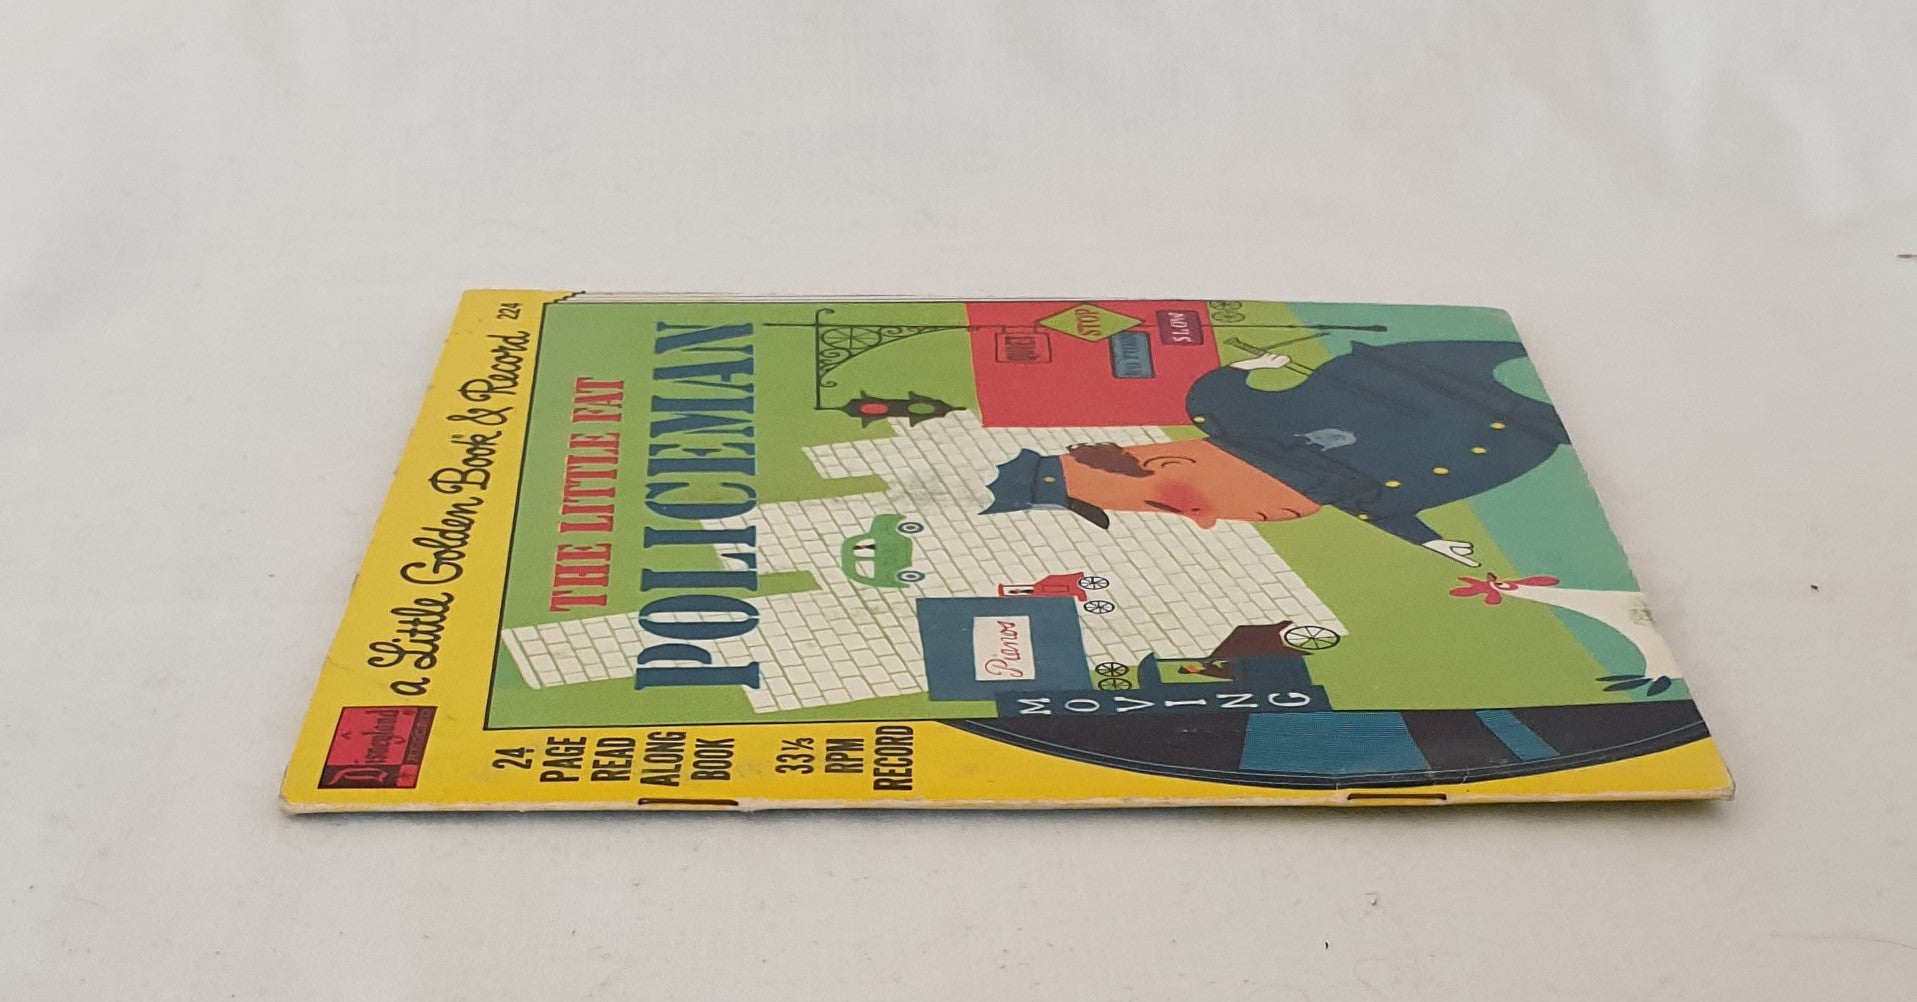 a Little Golden Book & Record 224
A
Disneyland
24
PAGE
READ
ALONG
BOOK
33⅓
RPM
RECORD
THE LITTLE FAT
POLICEMAN
QUIET
STOP
SLOW
Pianos
MOVING